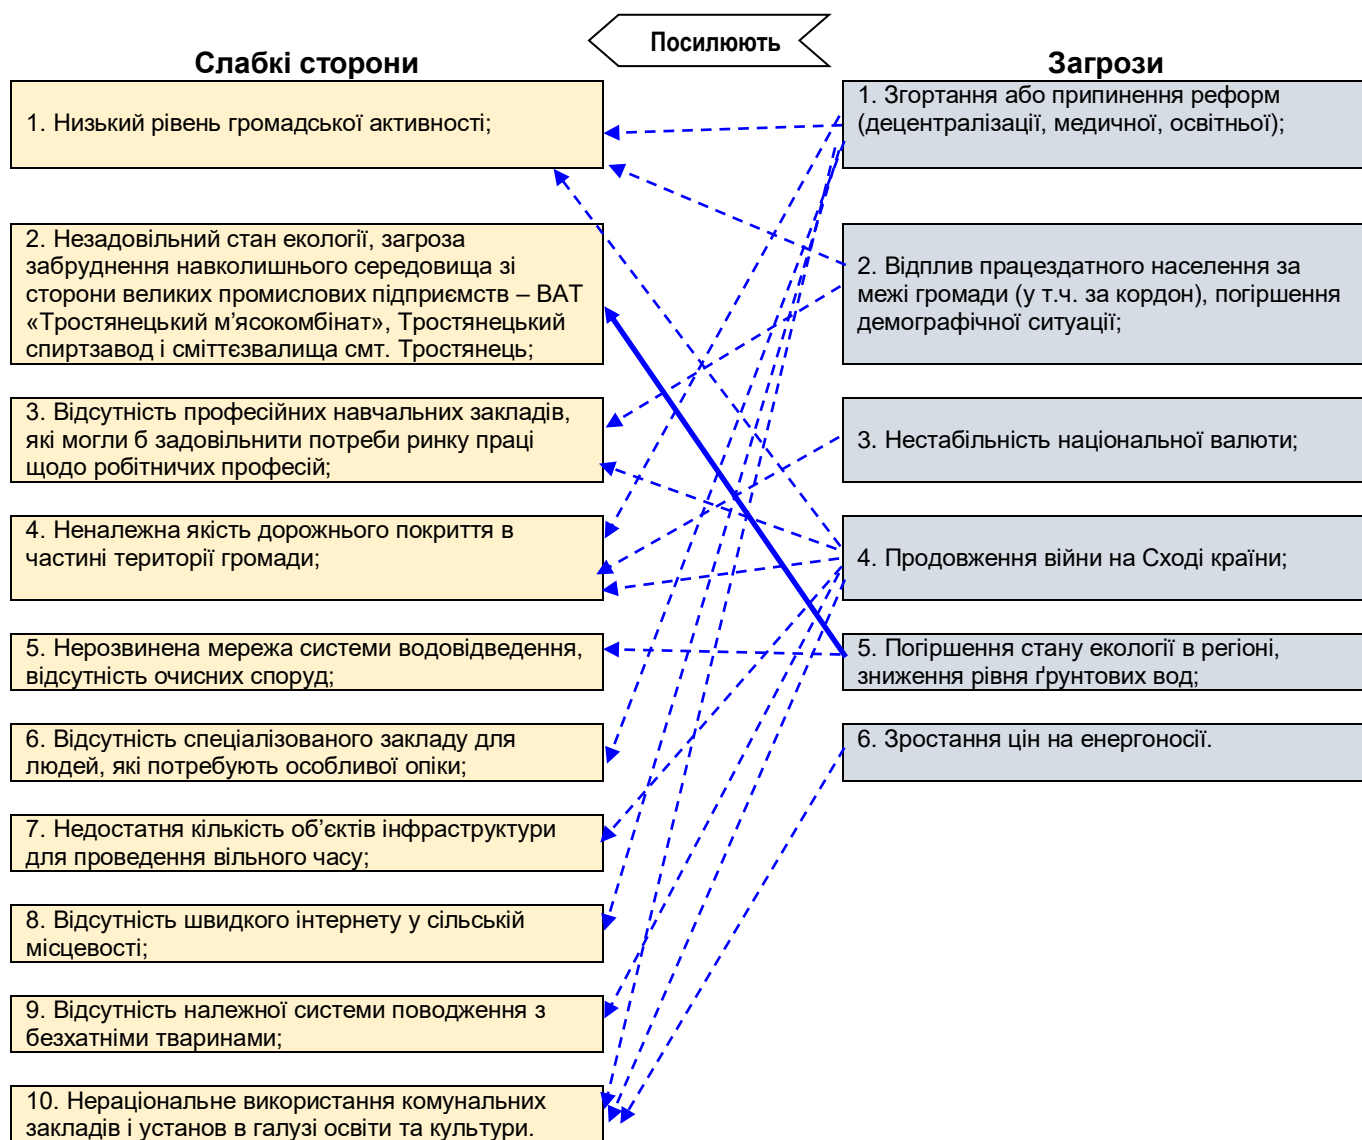 Посилюють
Слабкі сторони
1. Низький рівень громадської активності;
2. Незадовільний стан екології, загроза
забруднення навколишнього середовища зі
сторони великих промислових підприємств – ВАТ
«Тростянецький м’ясокомбінат», Тростянецький
спиртзавод і сміттєзвалища смт. Тростянець;
3. Відсутність професійних навчальних закладів,
які могли б задовільнити потреби ринку праці
щодо робітничих професій;
4. Неналежна якість дорожнього покриття в
частині території громади;
5. Нерозвинена мережа системи водовідведення,
відсутність очисних споруд;
6. Відсутність спеціалізованого закладу для
людей, які потребують особливої опіки;
7. Недостатня кількість об’єктів інфраструктури
для проведення вільного часу;
8. Відсутність швидкого інтернету у сільській
місцевості;
9. Відсутність належної системи поводження з
безхатніми тваринами;
10. Нераціональне використання комунальних
закладів і установ в галузі освіти та культури.
Загрози
1. Згортання або припинення реформ
(децентралізації, медичної, освітньої);
2. Відплив працездатного населення за
межі громади (у т.ч. за кордон), погіршення
демографічної ситуації;
3. Нестабільність національної валюти;
4. Продовження війни на Сході країни;
5. Погіршення стану екології в регіоні,
зниження рівня ґрунтових вод;
6. Зростання цін на енергоносії.